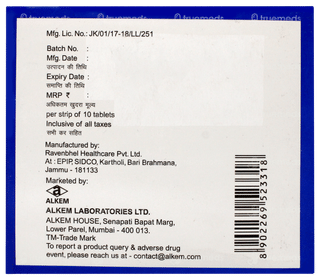 truemeds truemeds truemeds
Mfg. Lic. No.: JK/01/17-18/LL/251
Batch No. :
Mfg. Date :
उत्पादन की तिथि
Expiry Date :
समाप्ति की तिथि
MRP ₹ :
अधिकतम खुदरा मूल्य
per strip of 10 tablets
Inclusive of all taxes
सभी कर सहित
Manufactured by:
Ravenbhel Healthcare Pvt. Ltd.
At : EPIP, SIDCO, Kartholi, Bari Brahmana,
Jammu - 181133
Marketed by:
a
ALKEM
ALKEM LABORATORIES LTD.
ALKEM HOUSE, Senapati Bapat Marg,
Lower Parel, Mumbai - 400 013.
TM-Trade Mark
To report a product query & adverse drug
event, please reach us at - contact@alkem.com
8902269523318